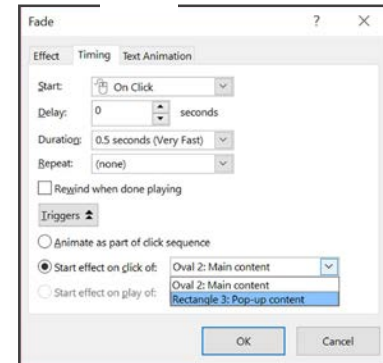 Fade ? ×
Effect Timing Text Animation
Start: On Click
Delay: 0 seconds
Duration: 0.5 seconds (Very Fast)
Repeat: (none)
Rewind when done playing
Triggers
Animate as part of click sequence
Start effect on click of: Oval 2: Main content
Oval 2: Main content
Start effect on play of: Rectangle 3: Pop-up content
OK Cancel